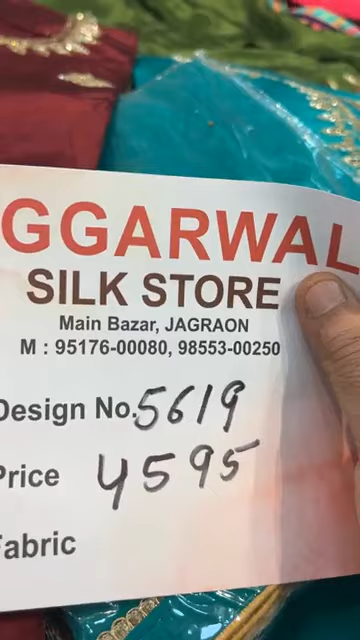 GGARWAL
SILK STORE
Main Bazar, JAGRAON
M : 95176-00080, 98553-00250
Design No. 5619
Price 4595
Fabric